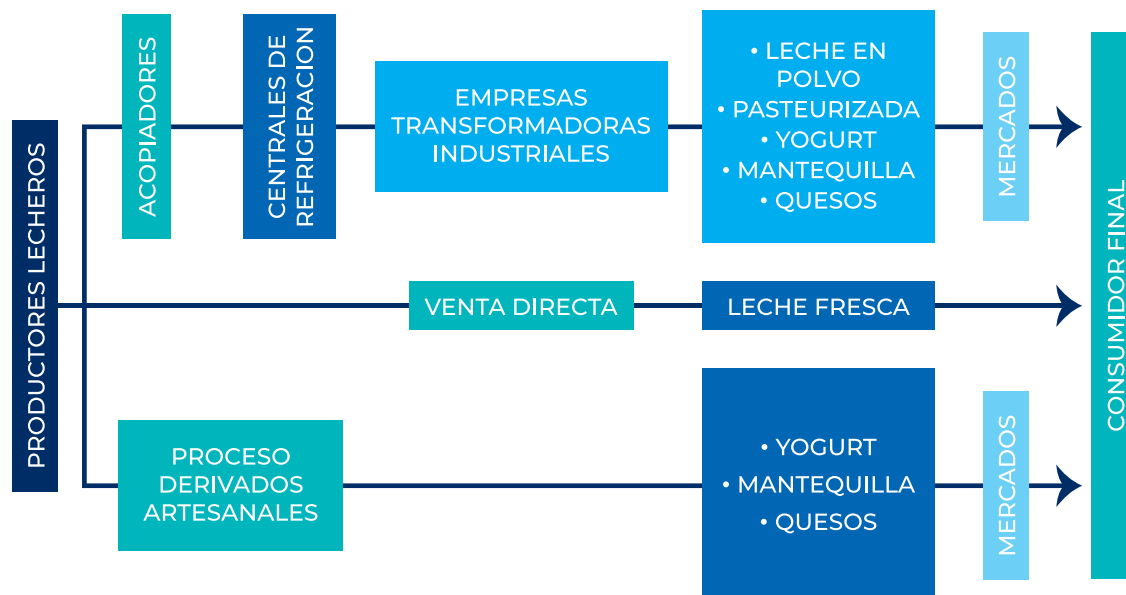 PRODUCTORES LECHEROS
ACOPIADORES
CENTRALES DE
REFRIGERACION
EMPRESAS
TRANSFORMADORAS
INDUSTRIALES
• LECHE EN
POLVO
• PASTEURIZADA
• YOGURT
• MANTEQUILLA
• QUESOS
MERCADOS
VENTA DIRECTA
LECHE FRESCA
PROCESO
DERIVADOS
ARTESANALES
• YOGURT
• MANTEQUILLA
• QUESOS
MERCADOS
CONSUMIDOR FINAL